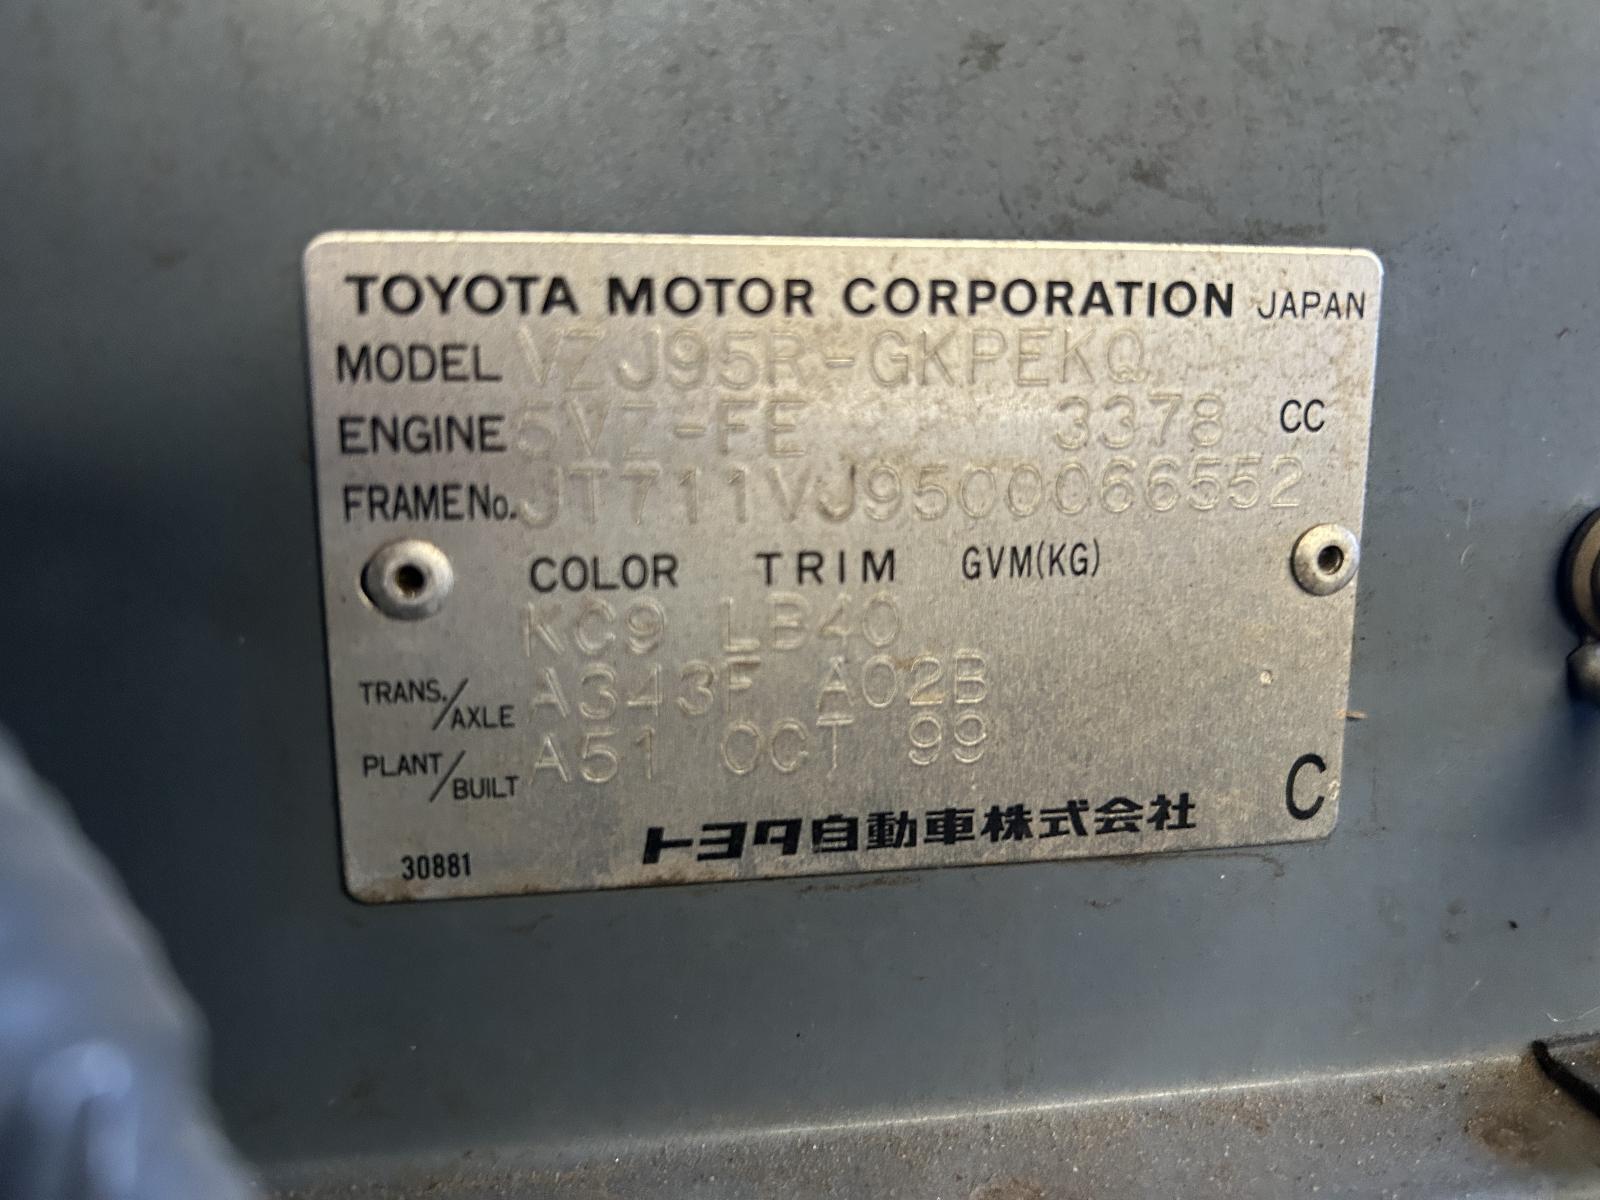 TOYOTA MOTOR CORPORATION JAPAN
MODEL VZJ95R-GKPEKQ
ENGINE 5VZ-FE 3378 CC
FRAME No. JT711VJ9500066552
COLOR TRIM GVM(KG)
KC9 LB40
TRANS./AXLE A343F A02B
PLANT/BUILT A51 OCT 99
C
トヨタ自動車株式会社
30881